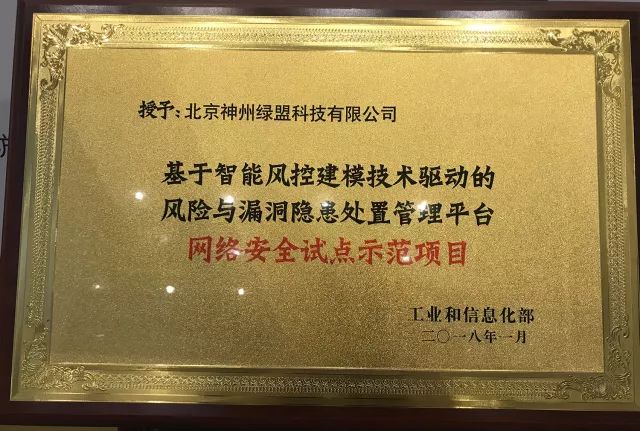 授予:北京神州绿盟科技有限公司
基于智能风控建模技术驱动的
风险与漏洞隐患处置管理平台
网络安全试点示范项目
工业和信息化部
二〇一八年一月